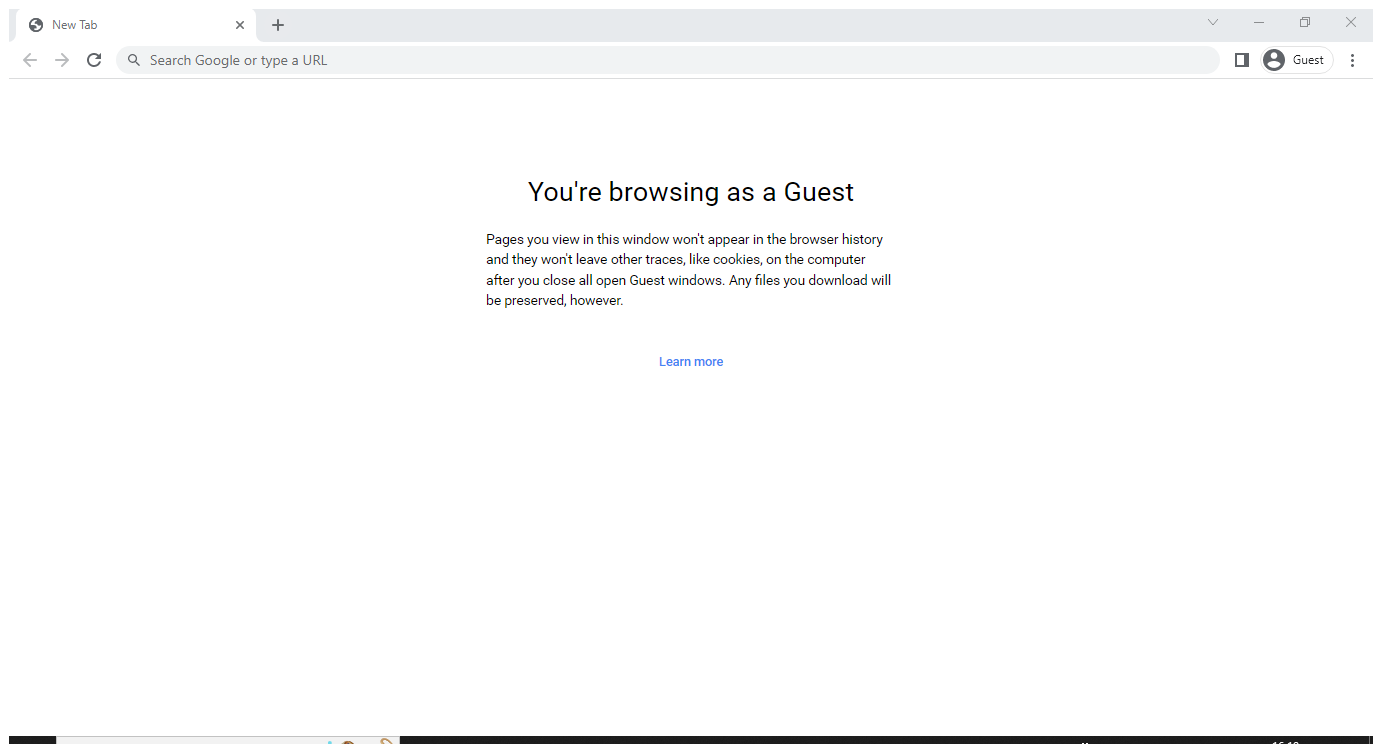 New Tab
Search Google or type a URL
Guest
You're browsing as a Guest
Pages you view in this window won't appear in the browser history
and they won't leave other traces, like cookies, on the computer
after you close all open Guest windows. Any files you download will
be preserved, however.
Learn more